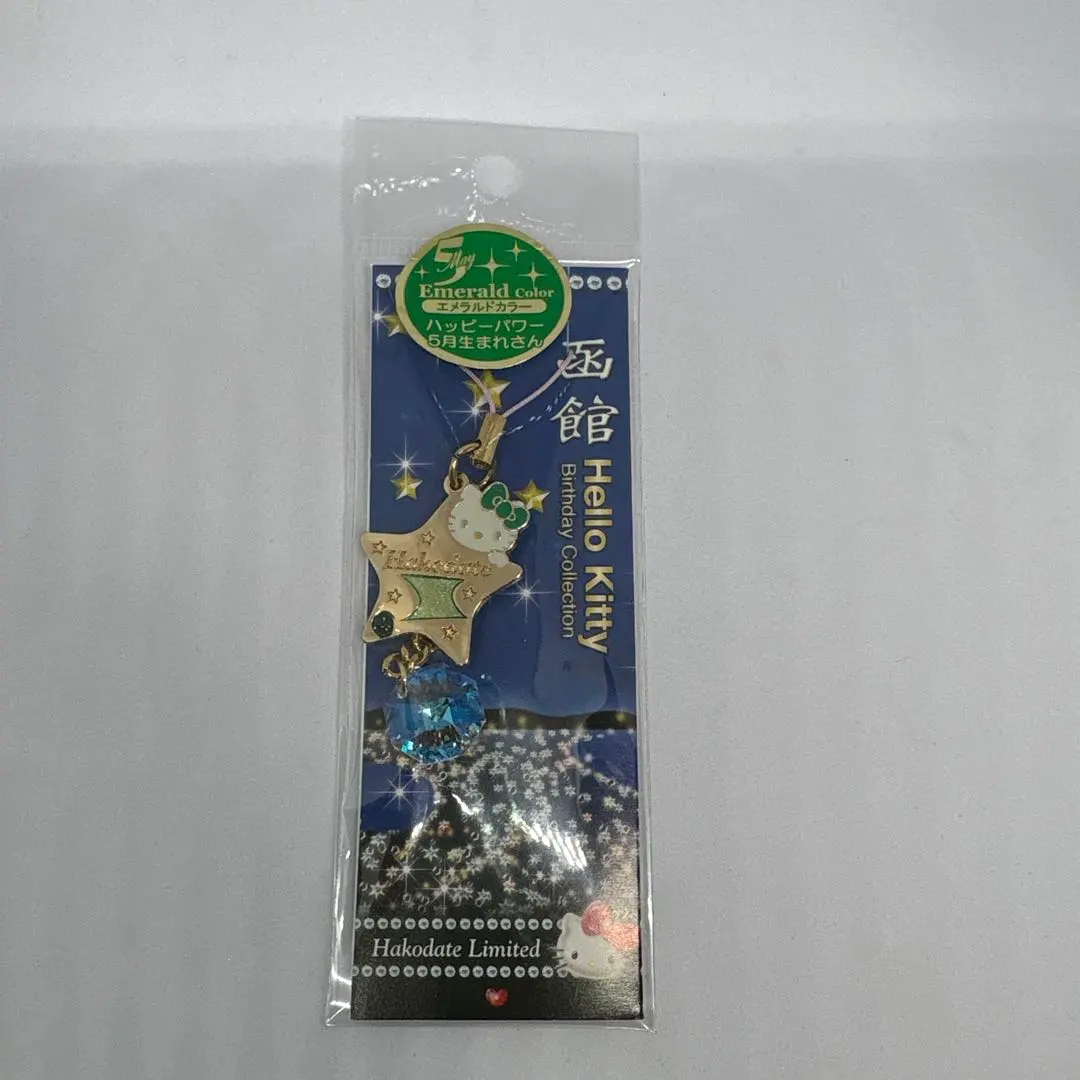 5
May
Emerald Color
エメラルドカラー
ハッピーパワー
5月生まれさん
函館
Hello Kitty
Birthday Collection
Hakodate
Hakodate Limited